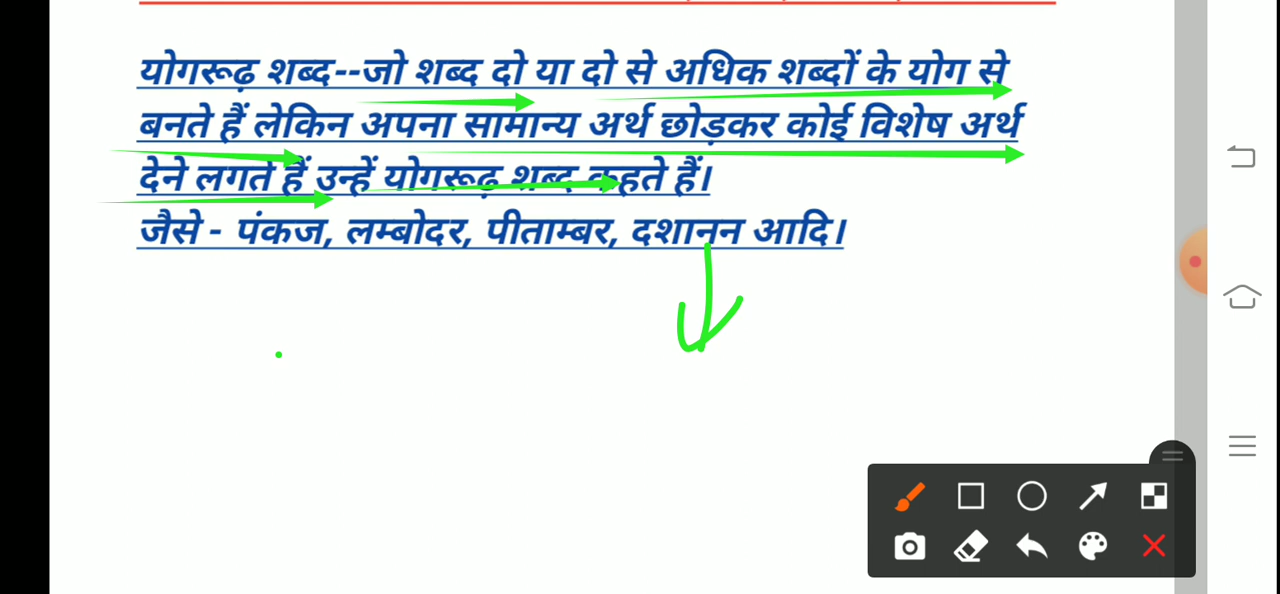 योगरूढ़ शब्द--जो शब्द दो या दो से अधिक शब्दों के योग से
बनते हैं लेकिन अपना सामान्य अर्थ छोड़कर कोई विशेष अर्थ
देने लगते हैं उन्हें योगरूढ़ शब्द कहते हैं।
जैसे - पंकज, लम्बोदर, पीताम्बर, दशानन आदि।